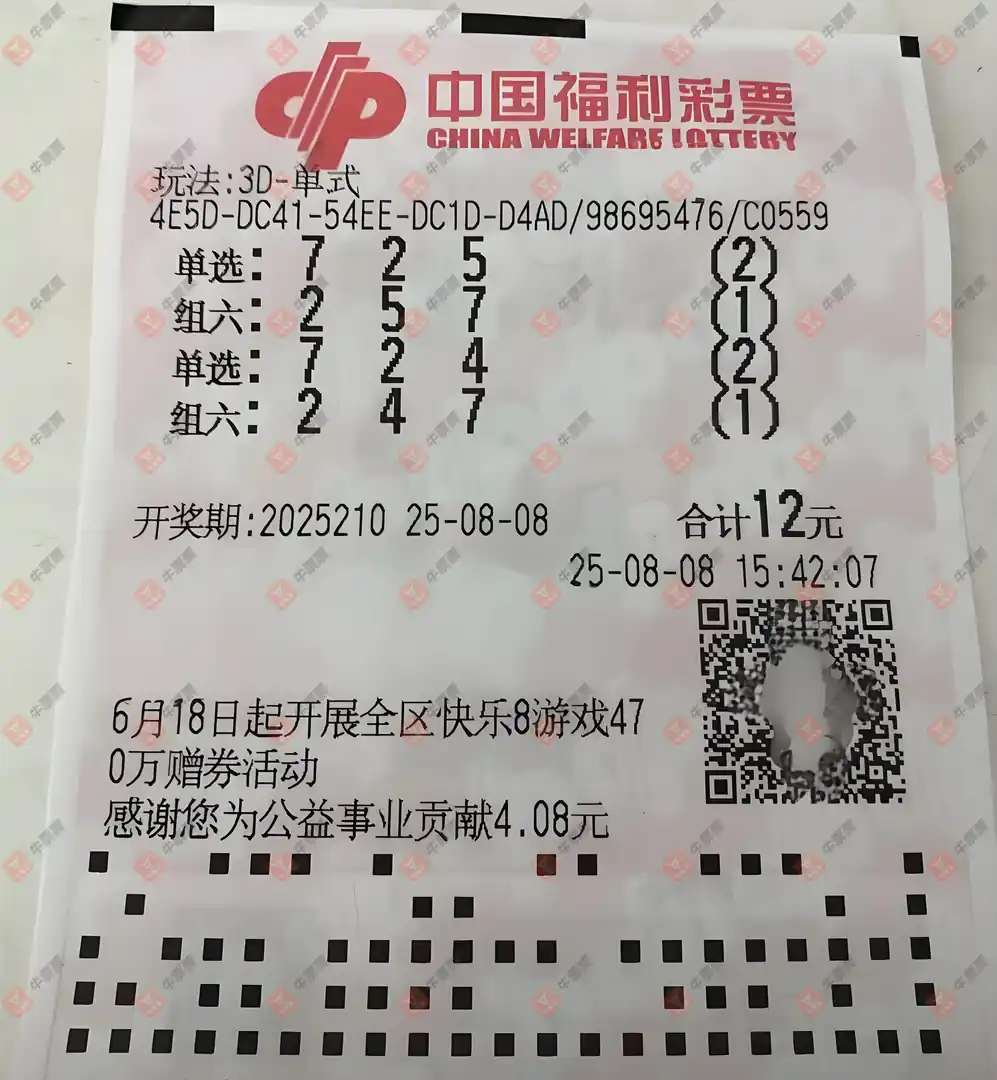 中国福利彩票
CHINA WELFARE LOTTERY
玩法:3D-单式
4E5D-DC41-54EE-DC1D-D4AD/98695476/C0559
单选: 7 2 5 (2)
组六: 2 5 7 (1)
单选: 7 2 4 (2)
组六: 2 4 7 (1)
开奖期:2025210 25-08-08 合计12元
25-08-08 15:42:07
6月18日起开展全区快乐8游戏47
0万赠券活动
感谢您为公益事业贡献4.08元
牛票票